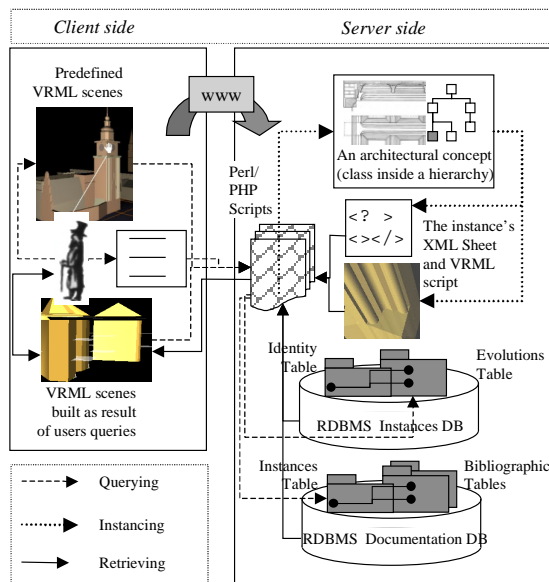 Client side
Server side
Predefined
VRML scenes
www
Perl/
PHP
Scripts
An architectural concept
(class inside a hierarchy)
<? >
<></>
The instance's
XML Sheet
and VRML
script
VRML scenes
built as result
of users queries
Identity
Table
Evolutions
Table
RDBMS Instances DB
Instances
Table
Bibliographic
Tables
RDBMS Documentation DB
Querying
Instancing
Retrieving